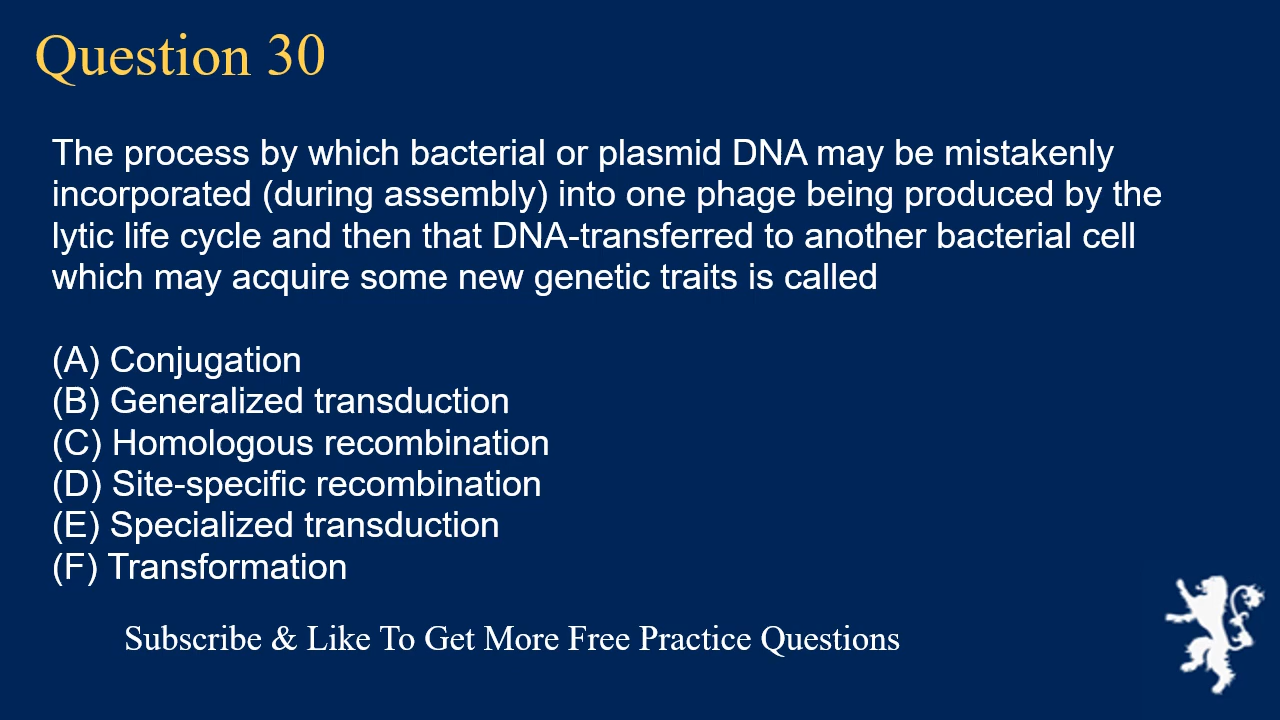 Question 30
The process by which bacterial or plasmid DNA may be mistakenly
incorporated (during assembly) into one phage being produced by the
lytic life cycle and then that DNA-transferred to another bacterial cell
which may acquire some new genetic traits is called
(A) Conjugation
(B) Generalized transduction
(C) Homologous recombination
(D) Site-specific recombination
(E) Specialized transduction
(F) Transformation
Subscribe & Like To Get More Free Practice Questions